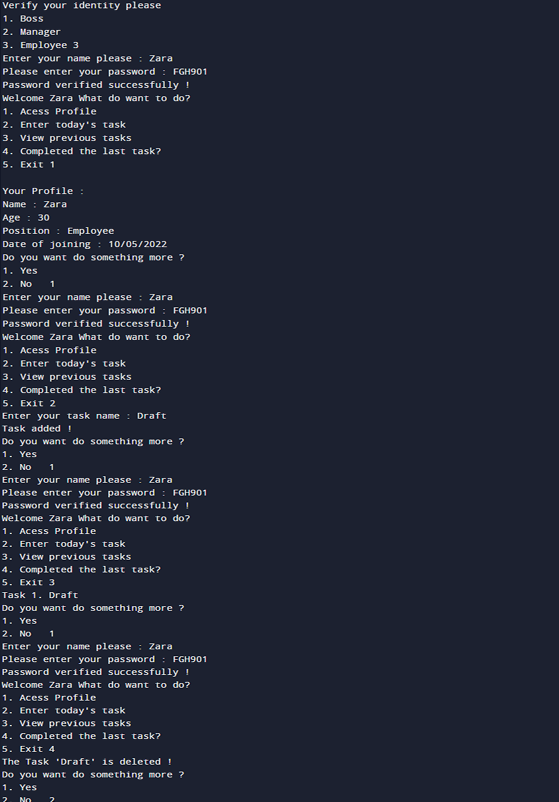 Verify your identity please
1. Boss
2. Manager
3. Employee 3
Enter your name please : Zara
Please enter your password : FGH901
Password verified successfully !
Welcome Zara What do want to do?
1. Acess Profile
2. Enter today's task
3. View previous tasks
4. Completed the last task?
5. Exit 1
Your Profile :
Name : Zara
Age : 30
Position : Employee
Date of joining : 10/05/2022
Do you want do something more ?
1. Yes
2. No   1
Enter your name please : Zara
Please enter your password : FGH901
Password verified successfully !
Welcome Zara What do want to do?
1. Acess Profile
2. Enter today's task
3. View previous tasks
4. Completed the last task?
5. Exit 2
Enter your task name : Draft
Task added !
Do you want do something more ?
1. Yes
2. No   1
Enter your name please : Zara
Please enter your password : FGH901
Password verified successfully !
Welcome Zara What do want to do?
1. Acess Profile
2. Enter today's task
3. View previous tasks
4. Completed the last task?
5. Exit 3
Task 1. Draft
Do you want do something more ?
1. Yes
2. No   1
Enter your name please : Zara
Please enter your password : FGH901
Password verified successfully !
Welcome Zara What do want to do?
1. Acess Profile
2. Enter today's task
3. View previous tasks
4. Completed the last task?
5. Exit 4
The Task 'Draft' is deleted !
Do you want do something more ?
1. Yes
2. No   2